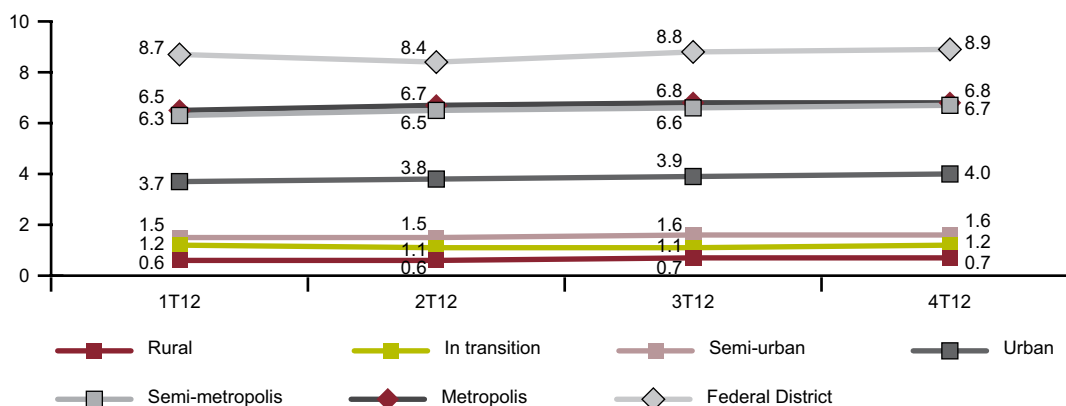 10
8.7 8.4 8.8 8.9
8
6.5 6.7 6.8 6.8
6.3 6.5 6.6 6.7
6
3.7 3.8 3.9 4.0
4
2
1.5 1.5 1.6 1.6
1.2 1.1 1.1 1.2
0.6 0.6 0.7 0.7
0
1T12 2T12 3T12 4T12
Rural In transition Semi-urban Urban
Semi-metropolis Metropolis Federal District